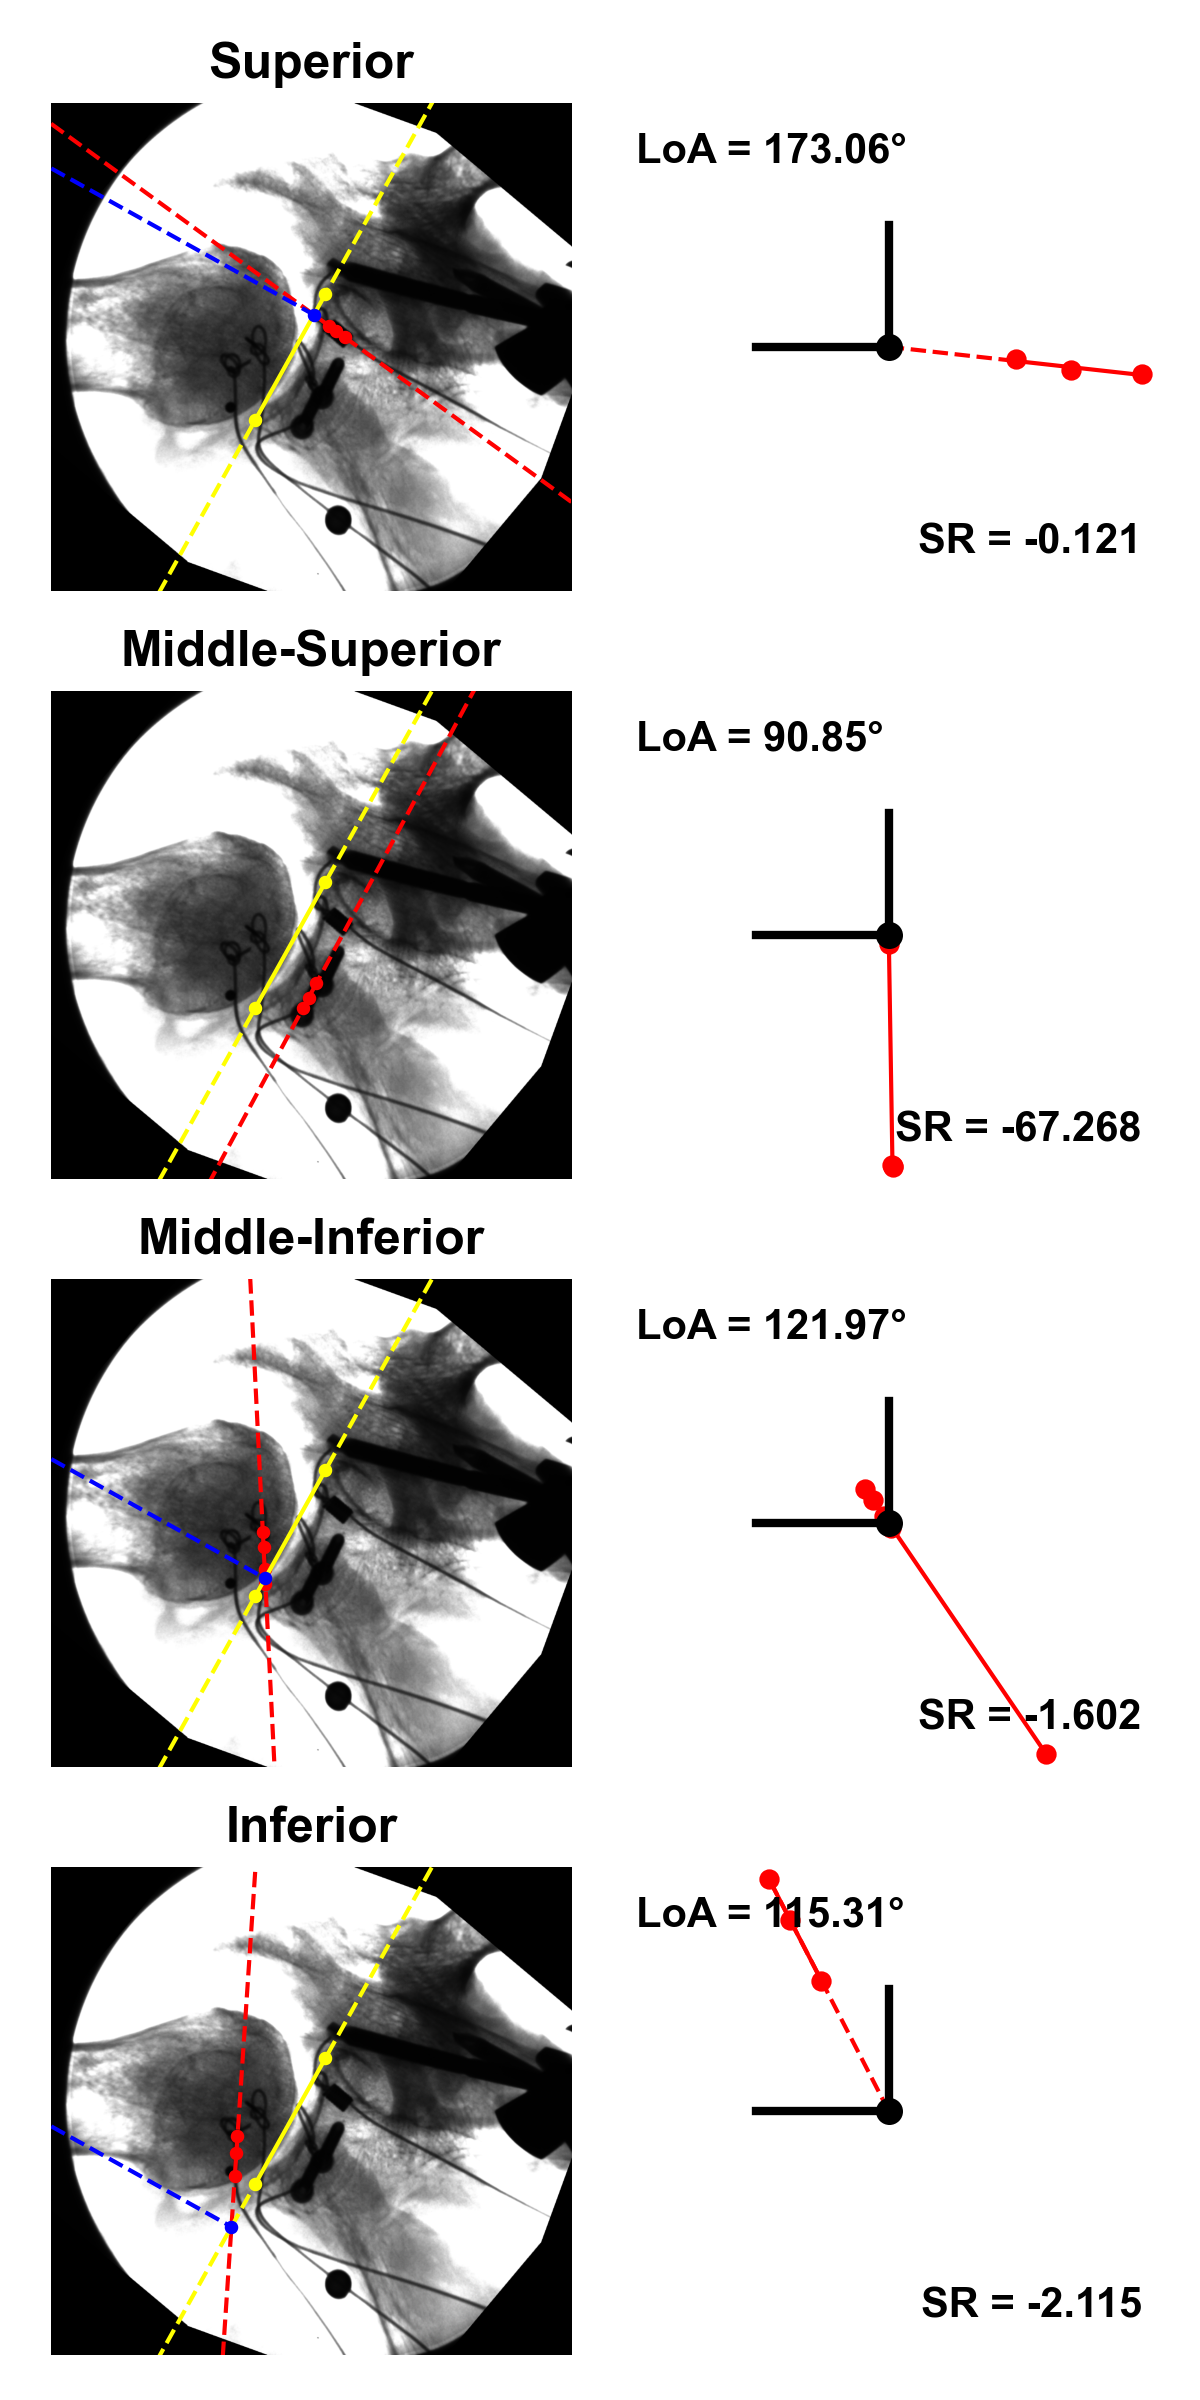 Superior
LoA = 173.06°
SR = -0.121
Middle-Superior
LoA = 90.85°
SR = -67.268
Middle-Inferior
LoA = 121.97°
SR = -1.602
Inferior
LoA = 115.31°
SR = -2.115